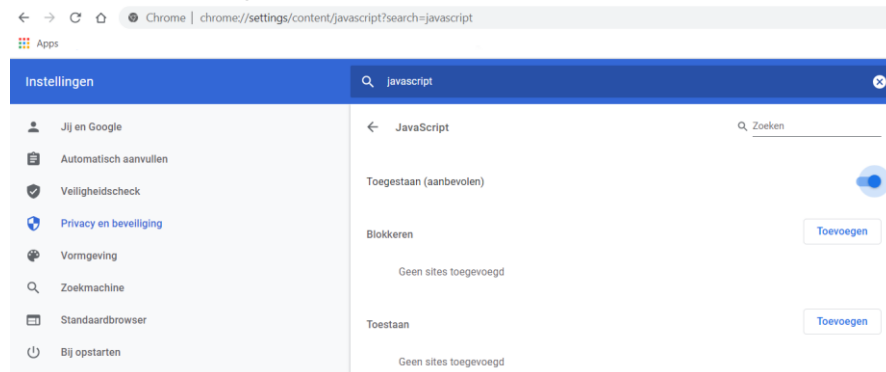 Chrome | chrome://settings/content/javascript?search=javascript
Apps
Instellingen
javascript
Jij en Google
Automatisch aanvullen
Veiligheidscheck
Privacy en beveiliging
Vormgeving
Zoekmachine
Standaardbrowser
Bij opstarten
JavaScript
Zoeken
Toegestaan (aanbevolen)
Blokkeren
Toevoegen
Geen sites toegevoegd
Toestaan
Toevoegen
Geen sites toegevoegd